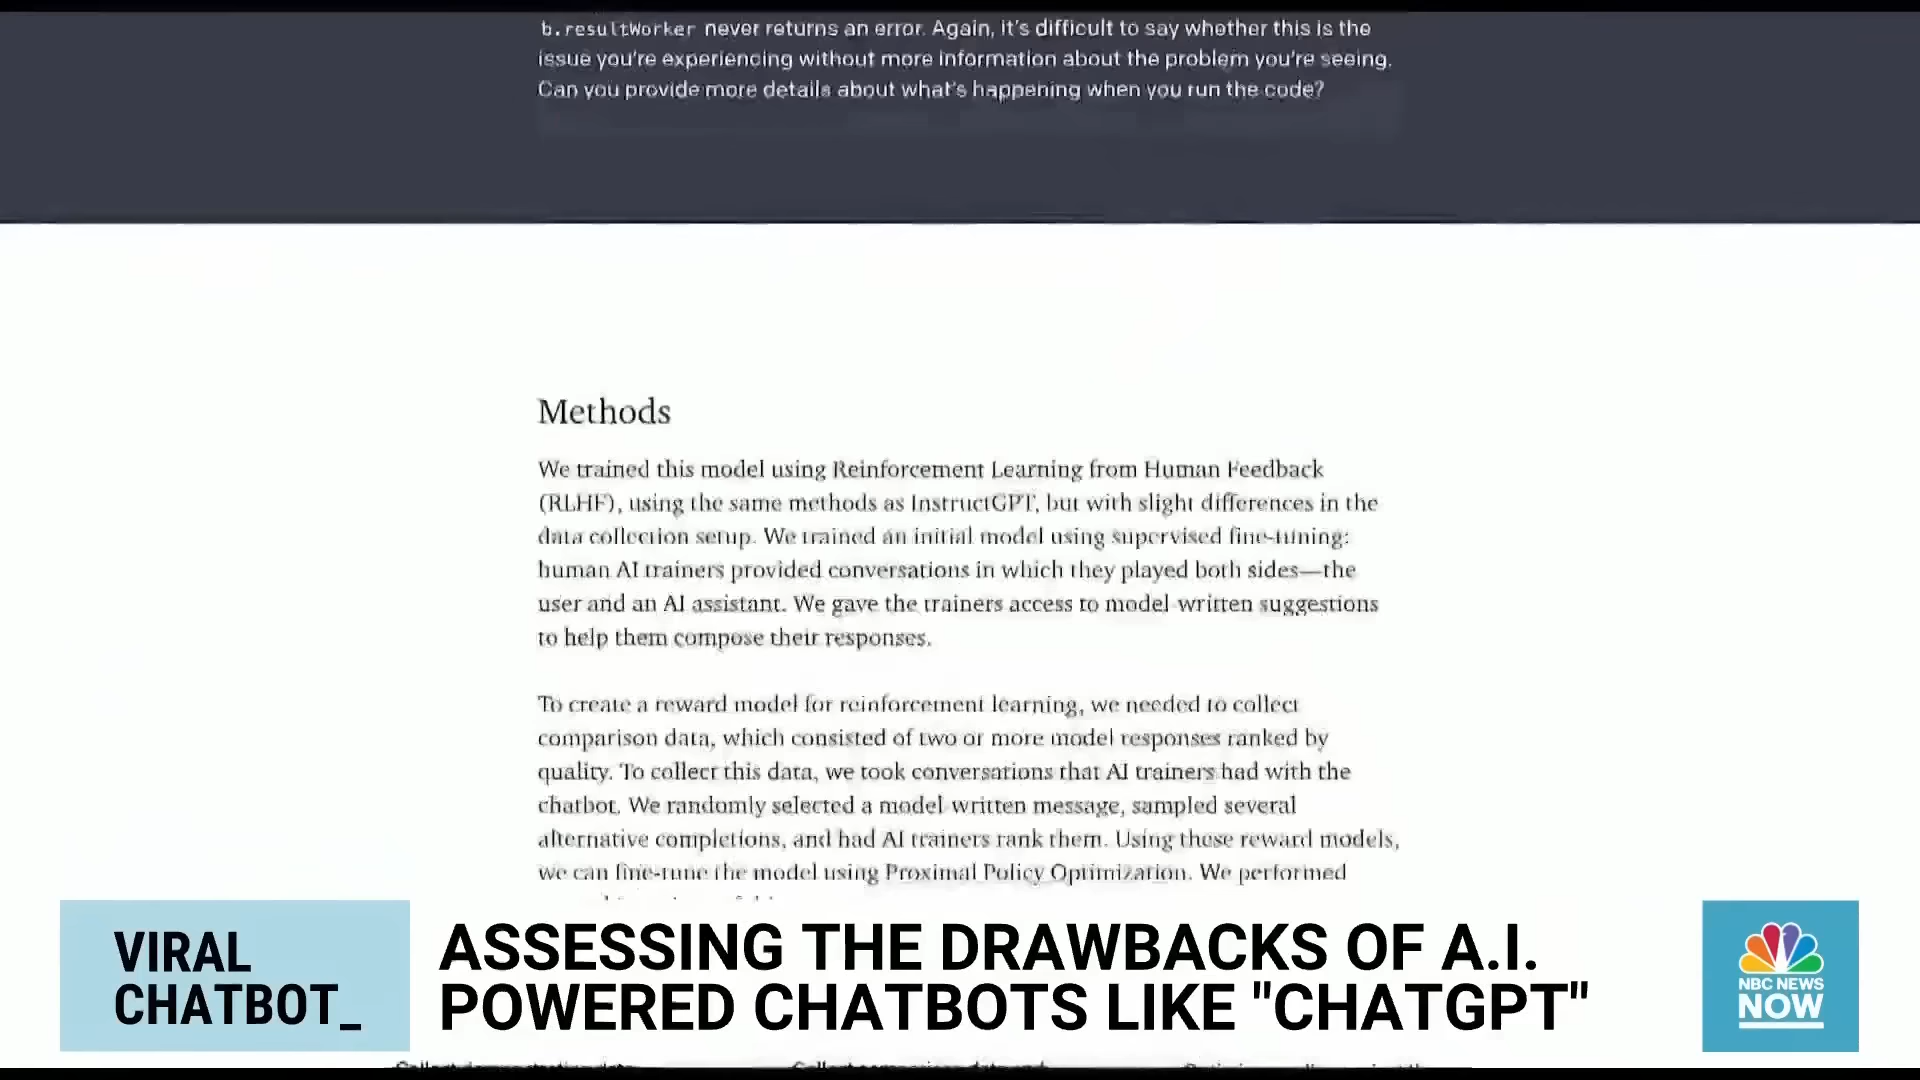 b.resultWorker never returns an error. Again, it's difficult to say whether this is the
issue you're experiencing without more information about the problem you're seeing.
Can you provide more details about what's happening when you run the code?
Methods
We trained this model using Reinforcement Learning from Human Feedback
(RLHF), using the same methods as InstructGPT, but with slight differences in the
data collection setup. We trained an initial model using supervised fine-tuning:
human AI trainers provided conversations in which they played both sides—the
user and an AI assistant. We gave the trainers access to model-written suggestions
to help them compose their responses.
To create a reward model for reinforcement learning, we needed to collect
comparison data, which consisted of two or more model responses ranked by
quality. To collect this data, we took conversations that AI trainers had with the
chatbot. We randomly selected a model-written message, sampled several
alternative completions, and had AI trainers rank them. Using these reward models,
we can fine-tune the model using Proximal Policy Optimization. We performed
VIRAL
CHATBOT_
ASSESSING THE DRAWBACKS OF A.I.
POWERED CHATBOTS LIKE "CHATGPT"
NBC NEWS
NOW